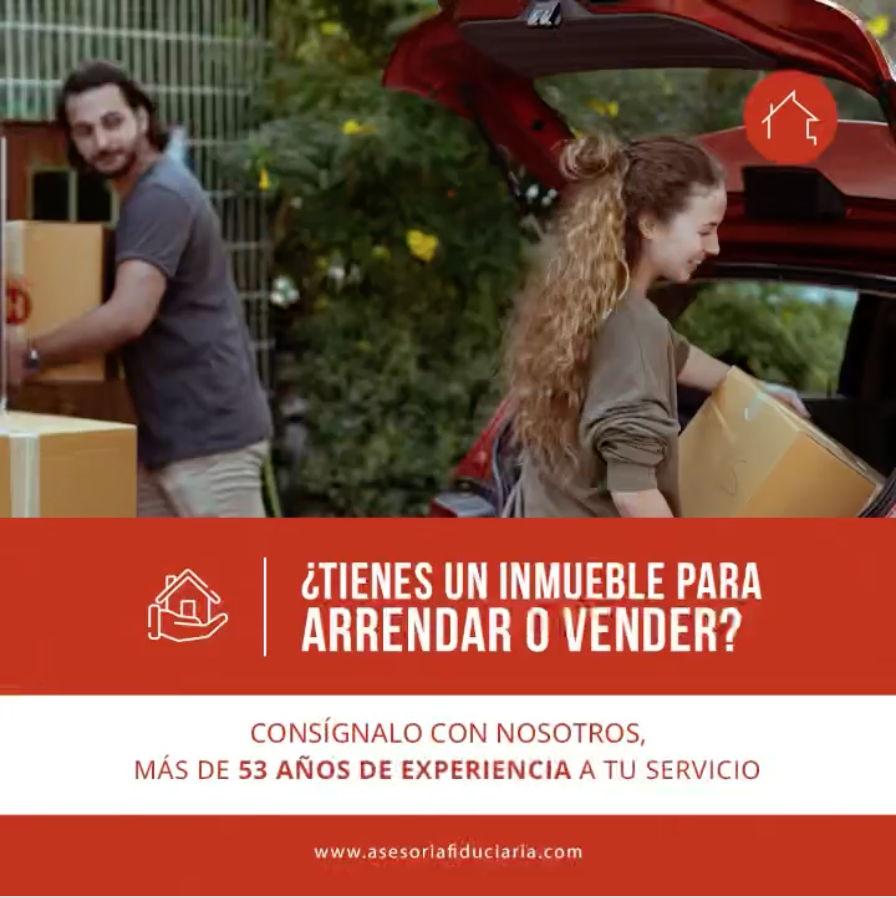 ¿TIENES UN INMUEBLE PARA
ARRENDAR O VENDER?
CONSÍGNALO CON NOSOTROS,
MÁS DE 53 AÑOS DE EXPERIENCIA A TU SERVICIO
www.asesoriafiduciaria.com